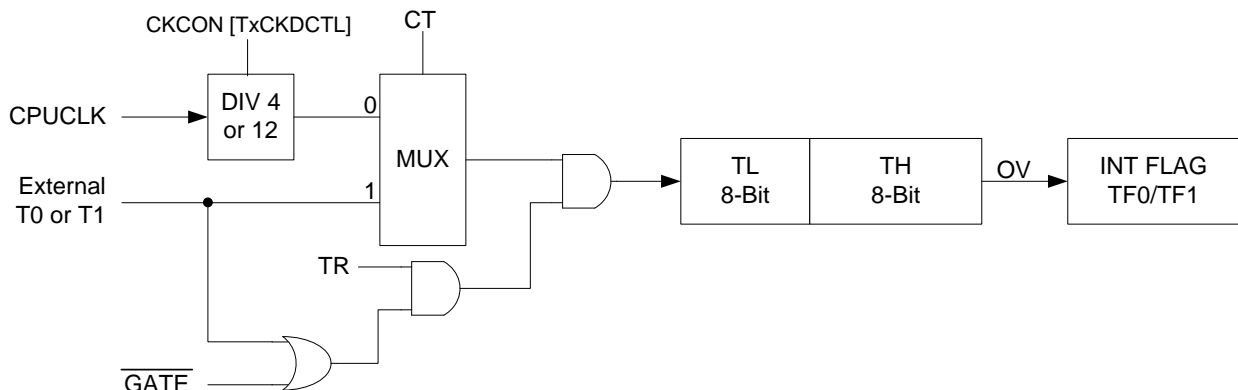 CKCON [TxCKDCTL]
CT
CPUCLK
DIV 4
or 12
0
MUX
External
T0 or T1
1
TL
8-Bit
TH
8-Bit
OV
INT FLAG
TF0/TF1
TR
GATE